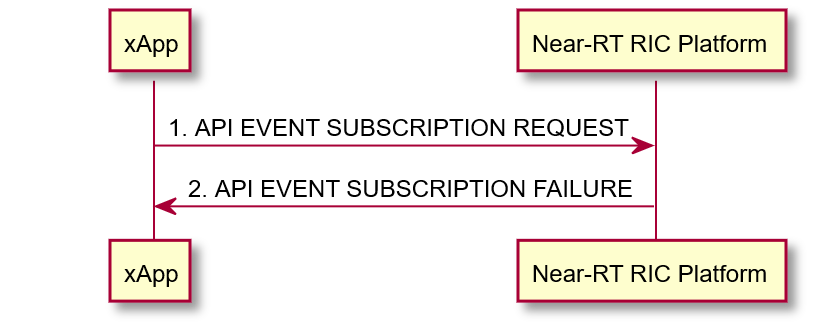 xApp
Near-RT RIC Platform
1. API EVENT SUBSCRIPTION REQUEST
2. API EVENT SUBSCRIPTION FAILURE
xApp
Near-RT RIC Platform